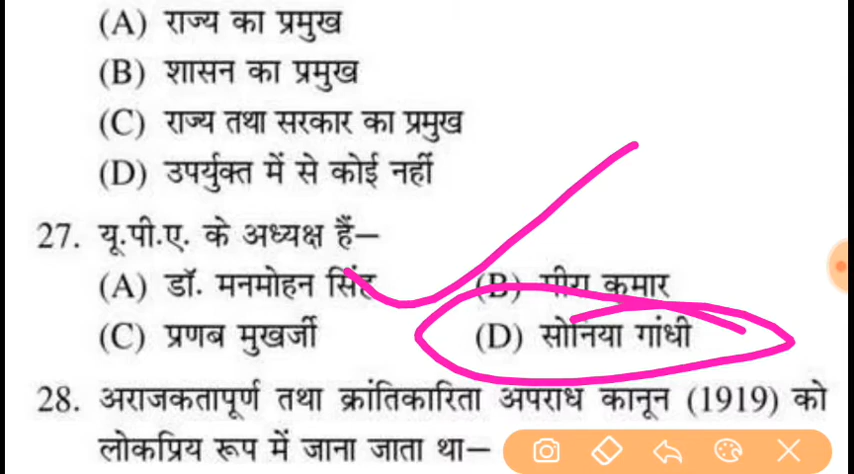 (A) राज्य का प्रमुख
(B) शासन का प्रमुख
(C) राज्य तथा सरकार का प्रमुख
(D) उपर्युक्त में से कोई नहीं
27. यू.पी.ए. के अध्यक्ष हैं—
(A) डॉ. मनमोहन सिंह (B) मीरा कुमार
(C) प्रणब मुखर्जी (D) सोनिया गांधी
28. अराजकतापूर्ण तथा क्रांतिकारिता अपराध कानून (1919) को
लोकप्रिय रूप में जाना जाता था—